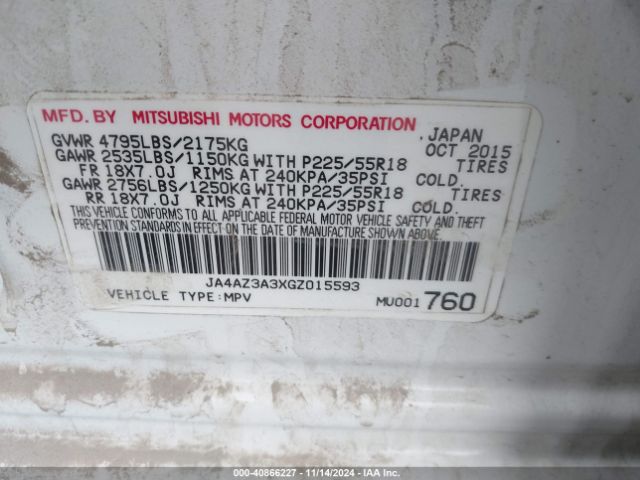 MFD. BY MITSUBISHI MOTORS CORPORATION
, JAPAN
GVWR 4795LBS/2175KG OCT 2015
GAWR 2535LBS/1150KG WITH P225/55R18 TIRES
FR 18X7.0J RIMS AT 240KPA/35PSI COLD.
GAWR 2756LBS/1250KG WITH P225/55R18 TIRES
RR 18X7.0J RIMS AT 240KPA/35PSI COLD.
THIS VEHICLE CONFORMS TO ALL APPLICABLE FEDERAL MOTOR VEHICLE SAFETY AND THEFT
PREVENTION STANDARDS IN EFFECT ON THE DATE OF MANUFACTURE SHOWN ABOVE.
JA4AZ3A3XGZ015593
VEHICLE TYPE:MPV MU001 760
000-40866227 - 11/14/2024 - IAA Inc.